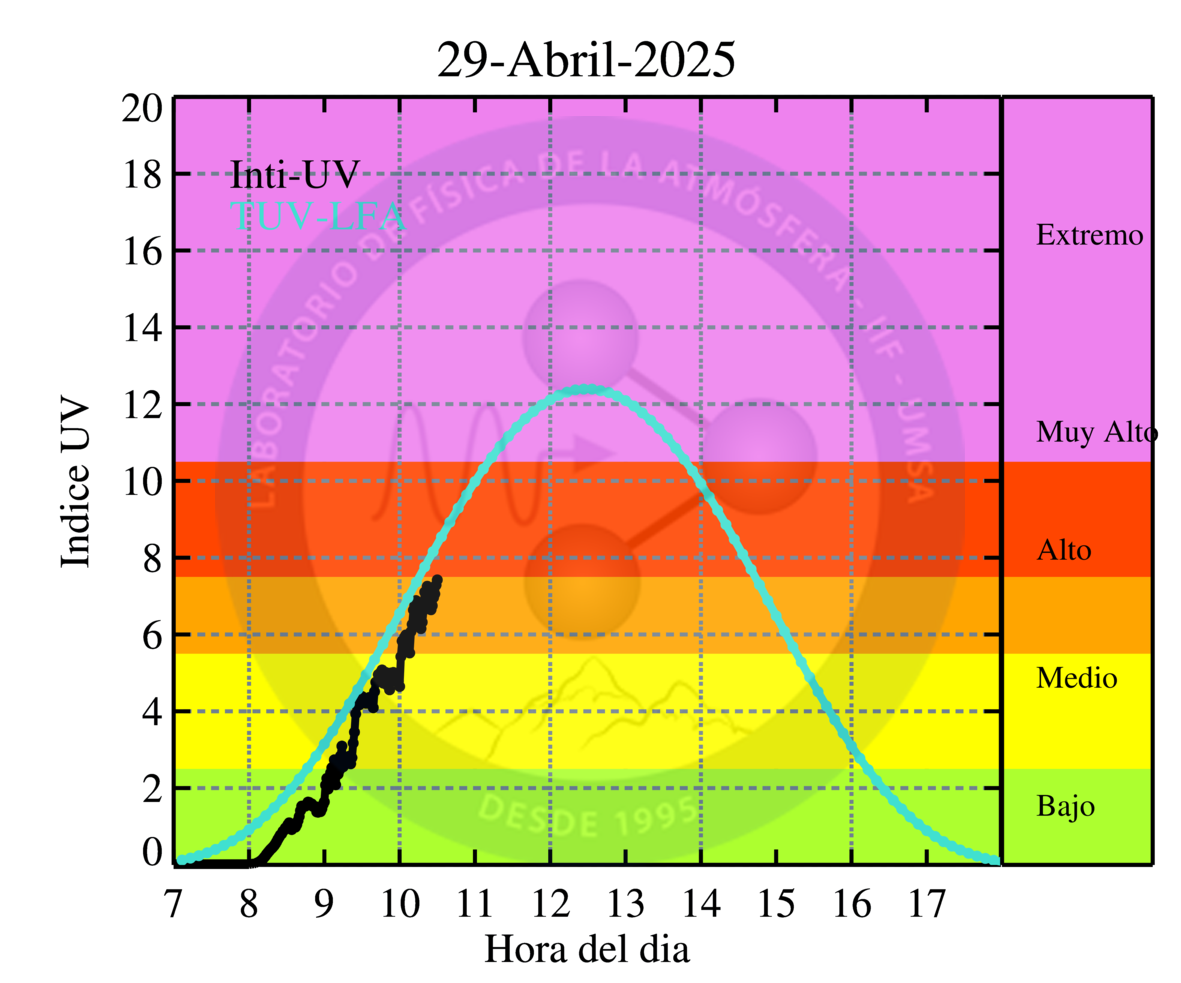 29-Abril-2025
20
18
16
14
12
10
8
6
4
2
0
Indice UV
Inti-UV
TUV-LFA
LABORATORIO DE FÍSICA DE LA ATMÓSFERA - IIF - UMSA
DESDE 1995
Extremo
Muy Alto
Alto
Medio
Bajo
7 8 9 10 11 12 13 14 15 16 17
Hora del dia